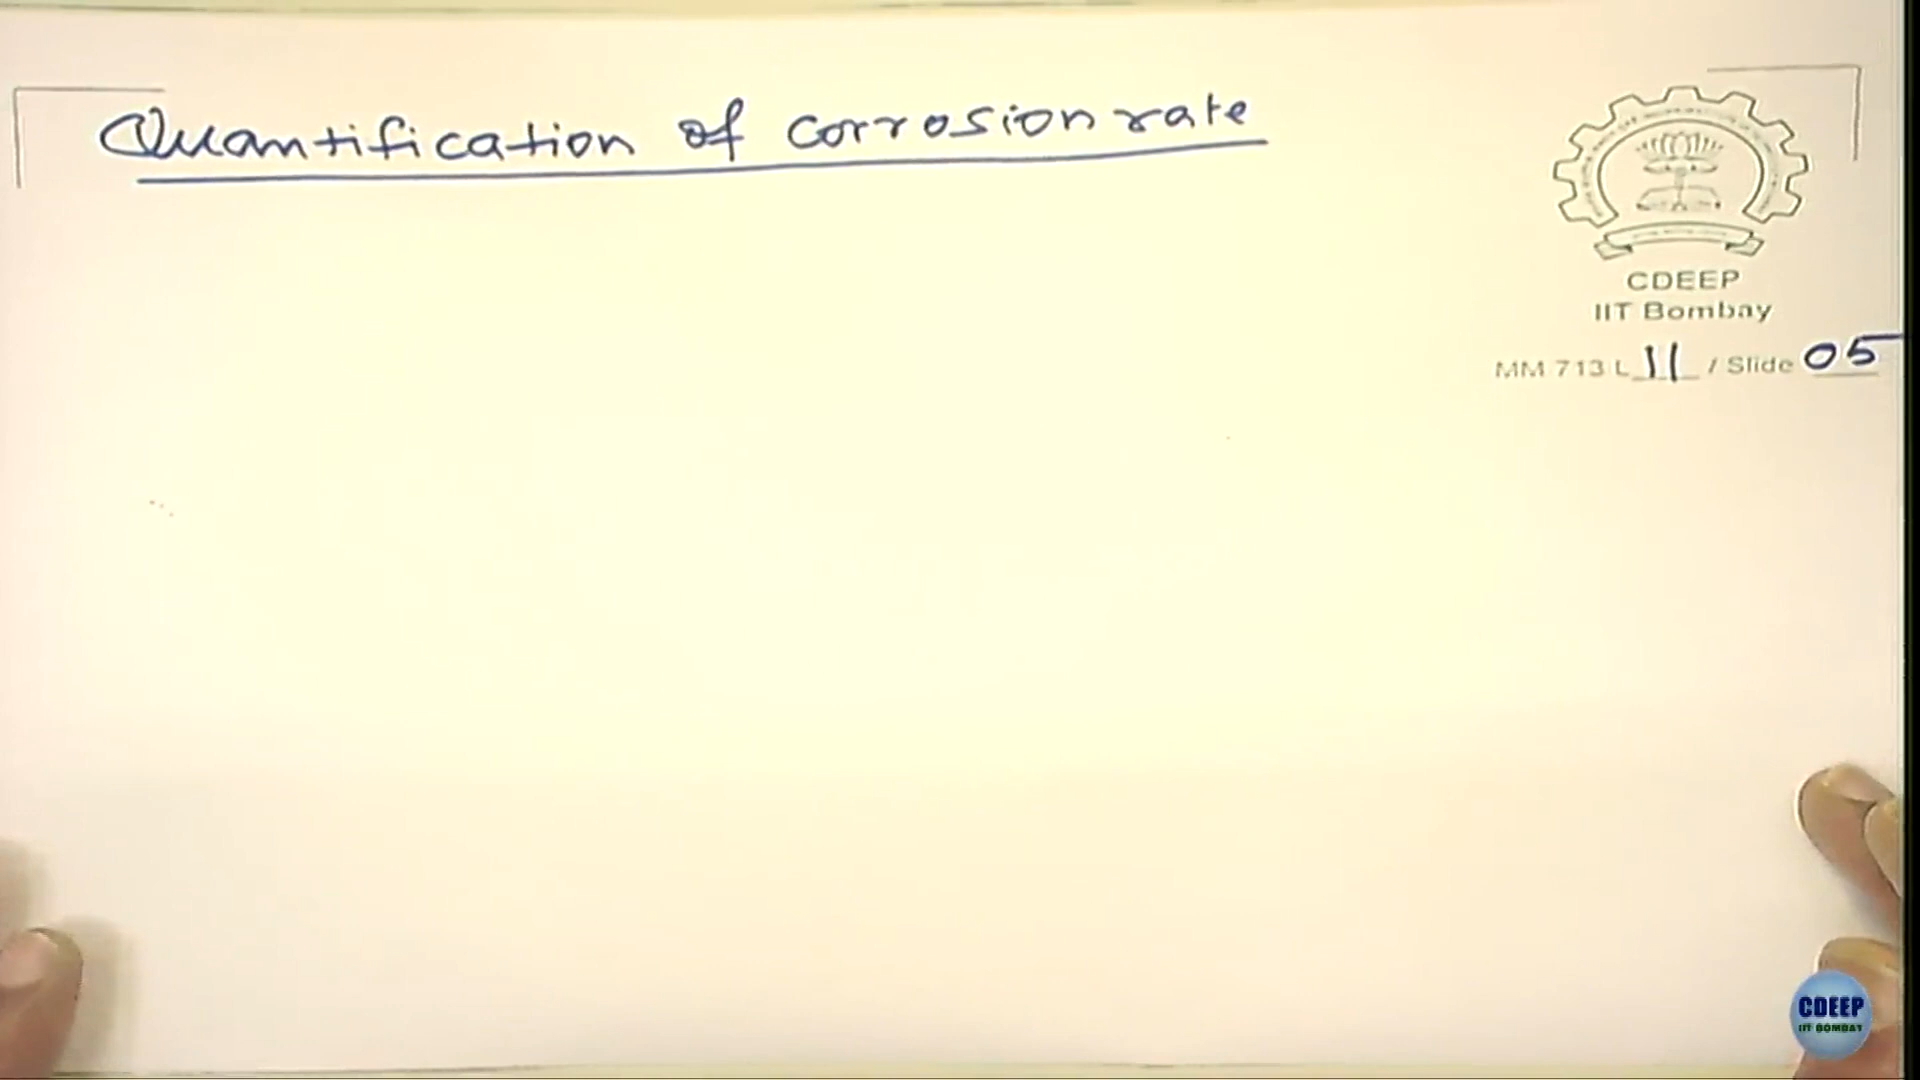 Quantification of corrosion rate
CDEEP
IIT Bombay
MM 713 L 11 / Slide 05
CDEEP
IIT BOMBAY